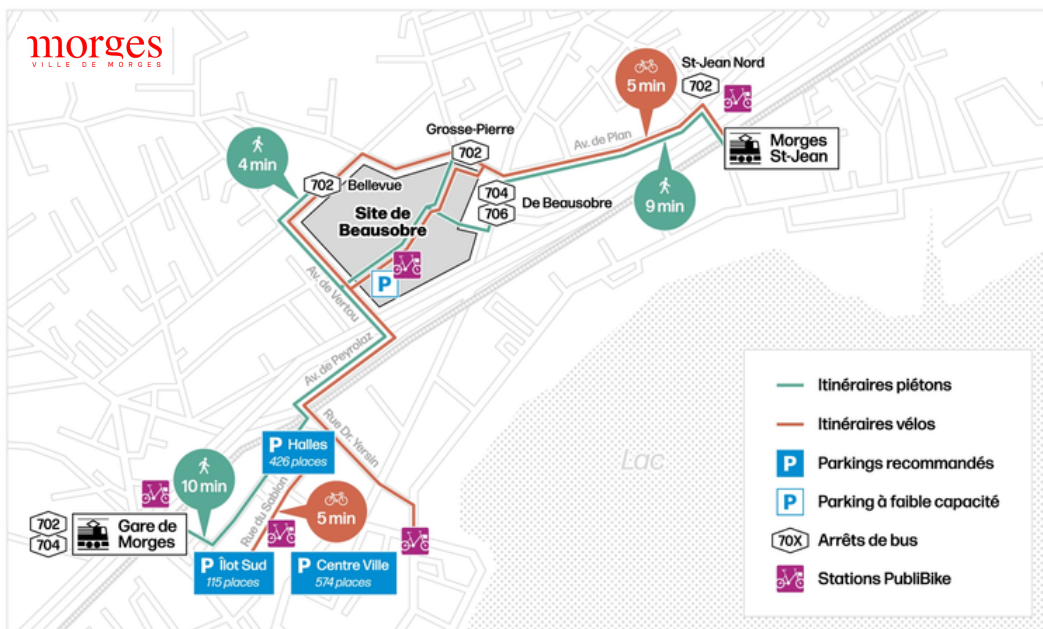 morges
VILLE DE MORGES
St-Jean Nord
702
5 min
Morges
St-Jean
Av. de Plan
Grosse-Pierre
702
4 min
702
Bellevue
704
706
De Beausobre
9 min
Site de
Beausobre
P
Av. de Vertou
Av. de Peyrolaz
Rue Dr. Yersin
P Halles
426 places
10 min
Rue du Sablon
5 min
702
704
Gare de
Morges
P Îlot Sud
115 places
P Centre Ville
574 places
Lac
Itinéraires piétons
Itinéraires vélos
P Parkings recommandés
P Parking à faible capacité
70X Arrêts de bus
Stations PubliBike